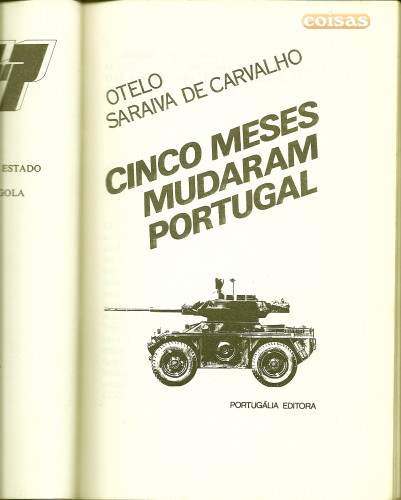 coisas
ESTADO
GOLA
OTELO
SARAIVA DE CARVALHO
CINCO MESES
MUDARAM
PORTUGAL
PORTUGÁLIA EDITORA